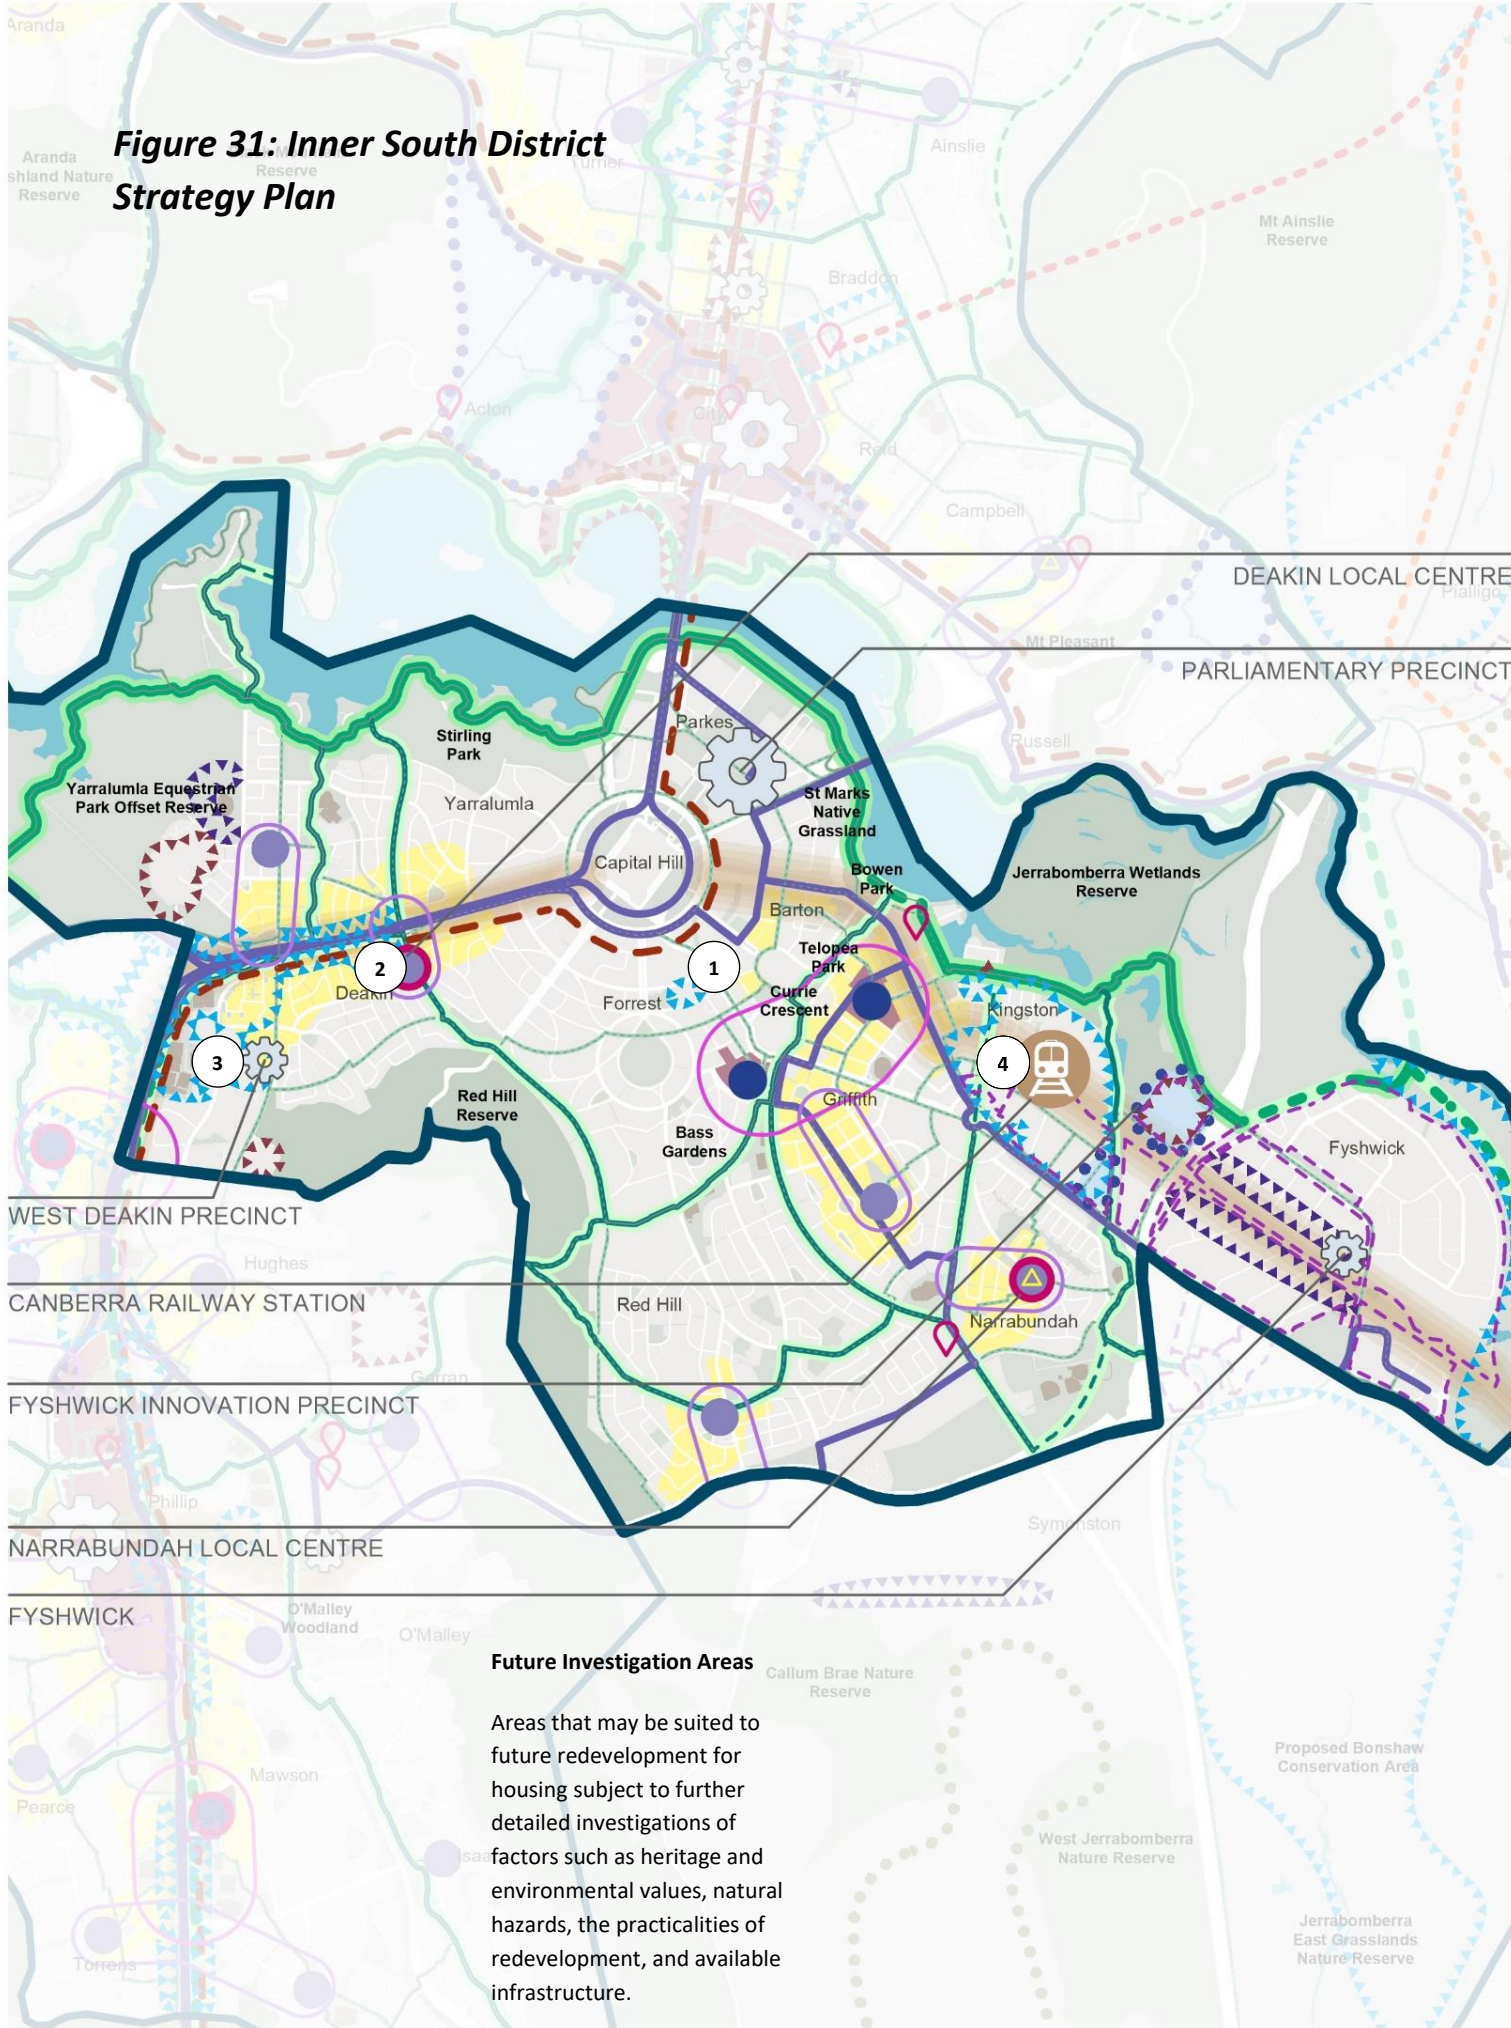 Aranda
Figure 31: Inner South District
Strategy Plan
Aranda
shland Nature
Reserve
Reserve
Turner
Ainslie
Mt Ainslie
Reserve
Braddon
Acton
City
Reid
Campbell
DEAKIN LOCAL CENTRE
Pialligo
Mt Pleasant
PARLIAMENTARY PRECINCT
Parkes
Russell
Stirling
Park
Yarralumla Equestrian
Park Offset Reserve
Yarralumla
St Marks
Native
Grassland
Capital Hill
Bowen
Park
Jerrabomberra Wetlands
Reserve
Barton
Telopea
Park
1
2
Deakin
Forrest
Currie
Crescent
Kingston
3
4
Red Hill
Reserve
Griffith
Bass
Gardens
Fyshwick
WEST DEAKIN PRECINCT
Hughes
CANBERRA RAILWAY STATION
Red Hill
Narrabundah
Garran
FYSHWICK INNOVATION PRECINCT
Phillip
Symonston
NARRABUNDAH LOCAL CENTRE
FYSHWICK
O'Malley
Woodland
O'Malley
Future Investigation Areas
Callum Brae Nature
Reserve
Areas that may be suited to
future redevelopment for
housing subject to further
detailed investigations of
factors such as heritage and
environmental values, natural
hazards, the practicalities of
redevelopment, and available
infrastructure.
Proposed Bonshaw
Conservation Area
Mawson
Pearce
West Jerrabomberra
Nature Reserve
Isaa
Jerrabomberra
East Grasslands
Nature Reserve
Torrens